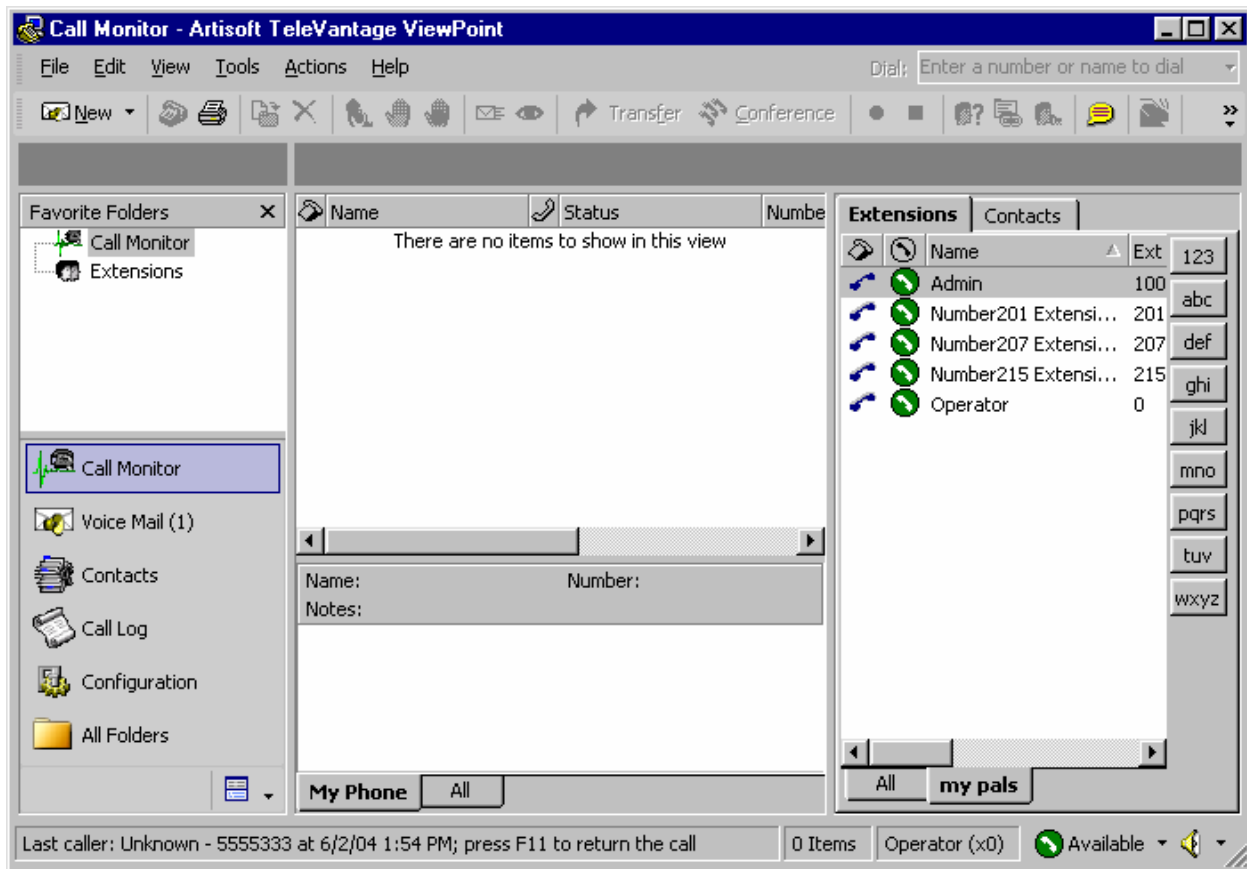 Call Monitor - Artisoft TeleVantage ViewPoint
File Edit View Tools Actions Help
Dial: Enter a number or name to dial
New Transfer Conference
Favorite Folders
Call Monitor
Extensions
Call Monitor
Voice Mail (1)
Contacts
Call Log
Configuration
All Folders
Name Status Numbe
There are no items to show in this view
Name: Number:
Notes:
My Phone All
Extensions Contacts
Name Ext
Admin 100
Number201 Extensi... 201
Number207 Extensi... 207
Number215 Extensi... 215
Operator 0
123
abc
def
ghi
jkl
mno
pqrs
tuv
wxyz
All my pals
Last caller: Unknown - 5555333 at 6/2/04 1:54 PM; press F11 to return the call 0 Items Operator (x0) Available